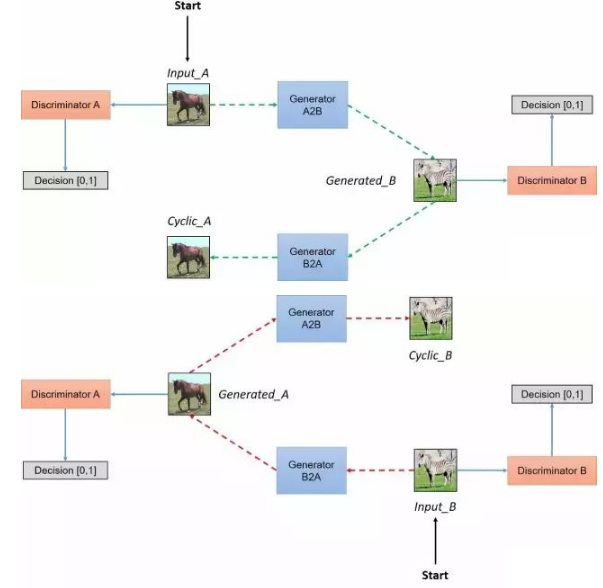 Start
Input_A
Discriminator A
Generator
A2B
Decision [0,1]
Decision [0,1]
Generated_B
Discriminator B
Cyclic_A
Generator
B2A
Generator
A2B
Cyclic_B
Discriminator A
Generated_A
Decision [0,1]
Decision [0,1]
Generator
B2A
Discriminator B
Input_B
Start